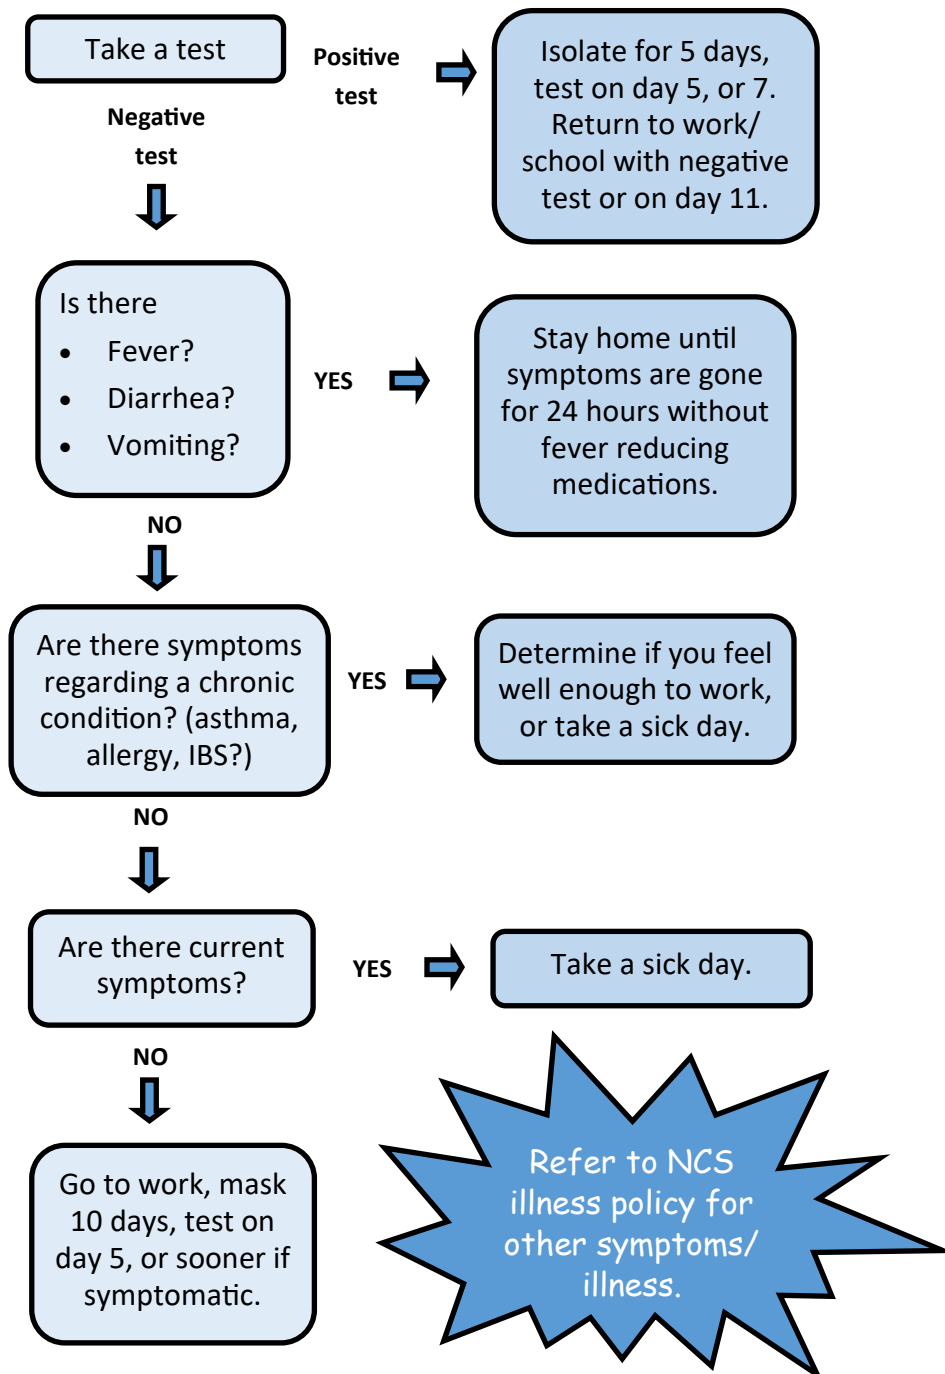 Take a test
Positive
test
Isolate for 5 days,
test on day 5, or 7.
Return to work/
school with negative
test or on day 11.
Negative
test
Is there
• Fever?
• Diarrhea?
• Vomiting?
YES
Stay home until
symptoms are gone
for 24 hours without
fever reducing
medications.
NO
Are there symptoms
regarding a chronic
condition? (asthma,
allergy, IBS?)
YES
Determine if you feel
well enough to work,
or take a sick day.
NO
Are there current
symptoms?
YES
Take a sick day.
NO
Go to work, mask
10 days, test on
day 5, or sooner if
symptomatic.
Refer to NCS
illness policy for
other symptoms/
illness.